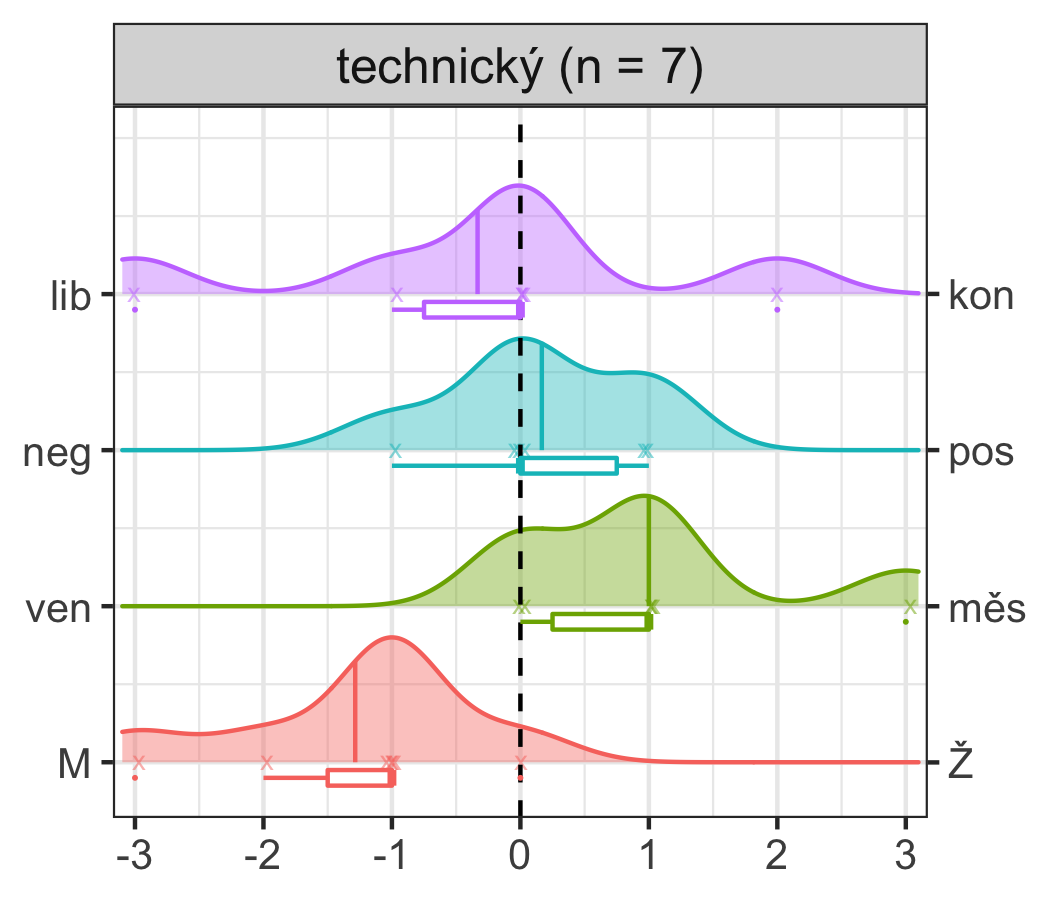 technický (n = 7)
lib kon
neg pos
ven měs
M Ž
-3 -2 -1 0 1 2 3